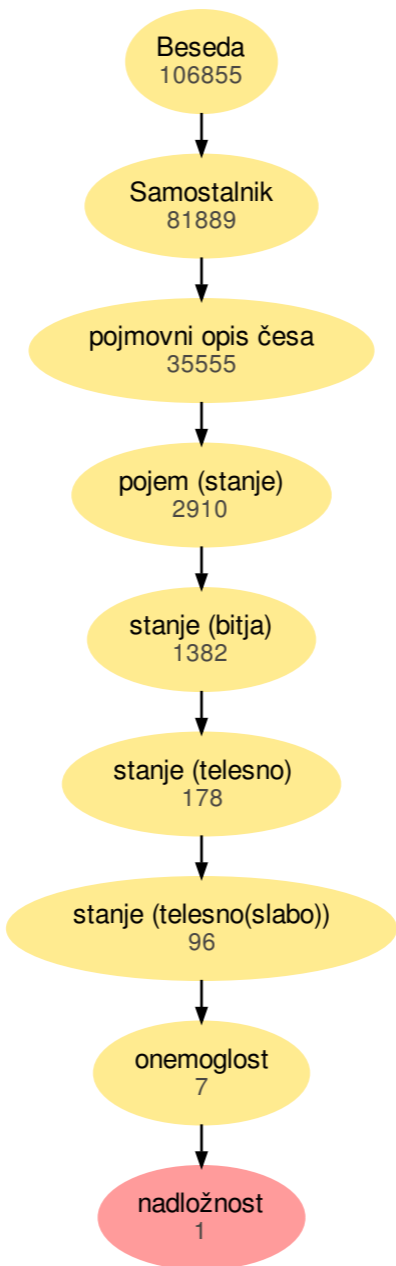 Beseda
106855
Samostalnik
81889
pojmovni opis česa
35555
pojem (stanje)
2910
stanje (bitja)
1382
stanje (telesno)
178
stanje (telesno(slabo))
96
onemoglost
7
nadložnost
1